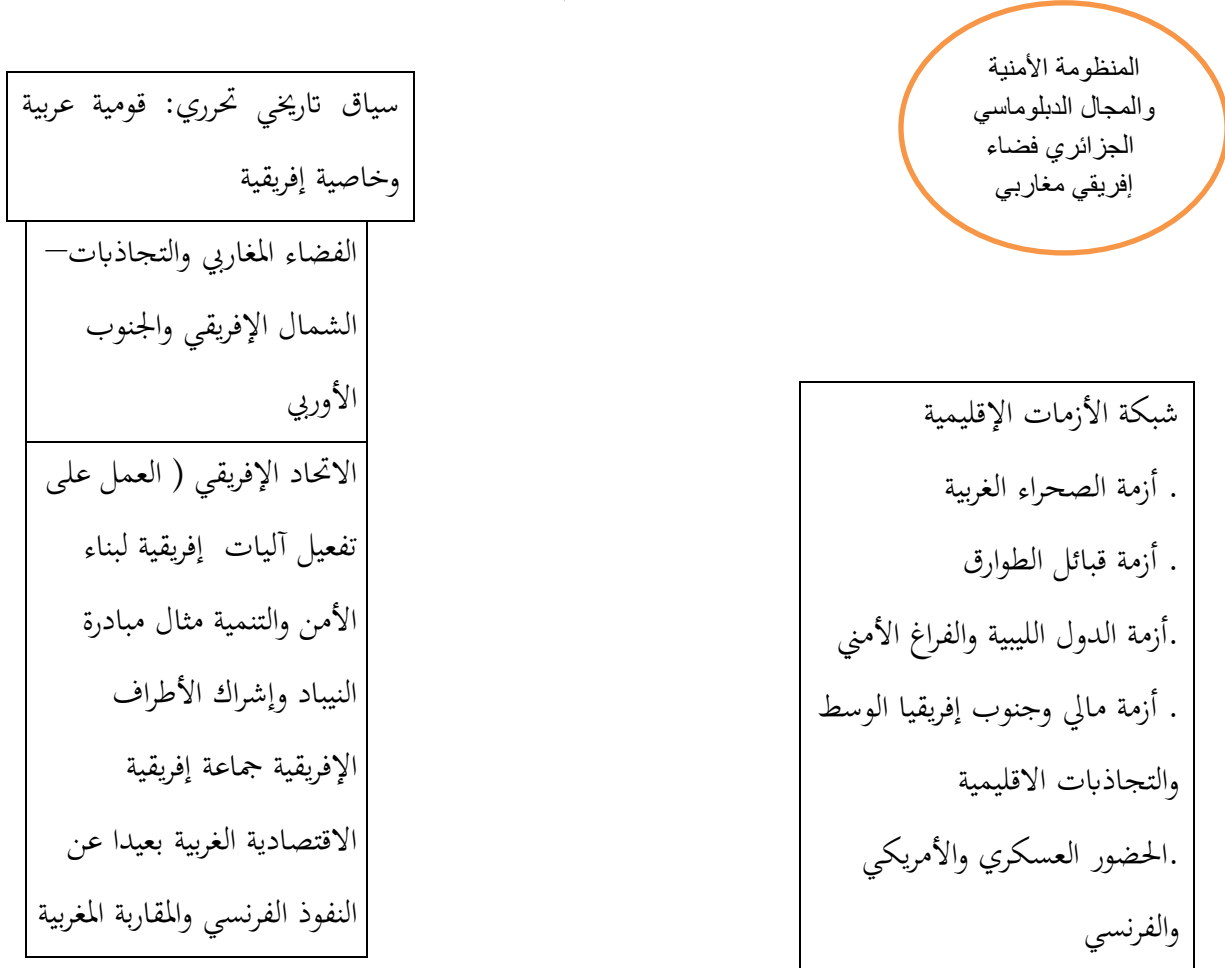 المنظومة الأمنية
والمجال الدبلوماسي
الجزائري فضاء
إفريقي مغاربي
سياق تاريخي تحرري: قومية عربية
وخاصية إفريقية
الفضاء المغاربي والتجاذبات–
الشمال الإفريقي والجنوب
الأوربي
الاتحاد الإفريقي ( العمل على
تفعيل آليات إفريقية لبناء
الأمن والتنمية مثال مبادرة
النيباد وإشراك الأطراف
الإفريقية جماعة إفريقية
الاقتصادية الغربية بعيدا عن
النفوذ الفرنسي والمقاربة المغربية
شبكة الأزمات الإقليمية
. أزمة الصحراء الغربية
. أزمة قبائل الطوارق
.أزمة الدول الليبية والفراغ الأمني
. أزمة مالي وجنوب إفريقيا الوسط
والتجاذبات الاقليمية
.الحضور العسكري والأمريكي
والفرنسي